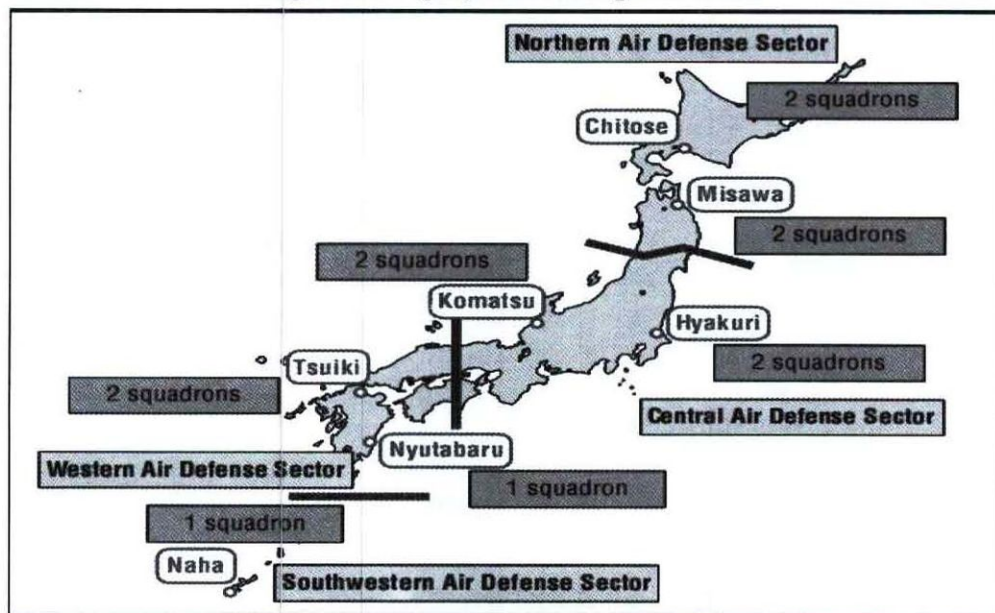 Northern Air Defense Sector
2 squadrons
Chitose
Misawa
2 squadrons
2 squadrons
Komatsu
Hyakuri
Tsuiki
2 squadrons
2 squadrons
Central Air Defense Sector
Nyutabaru
Western Air Defense Sector
1 squadron
1 squadron
Naha
Southwestern Air Defense Sector